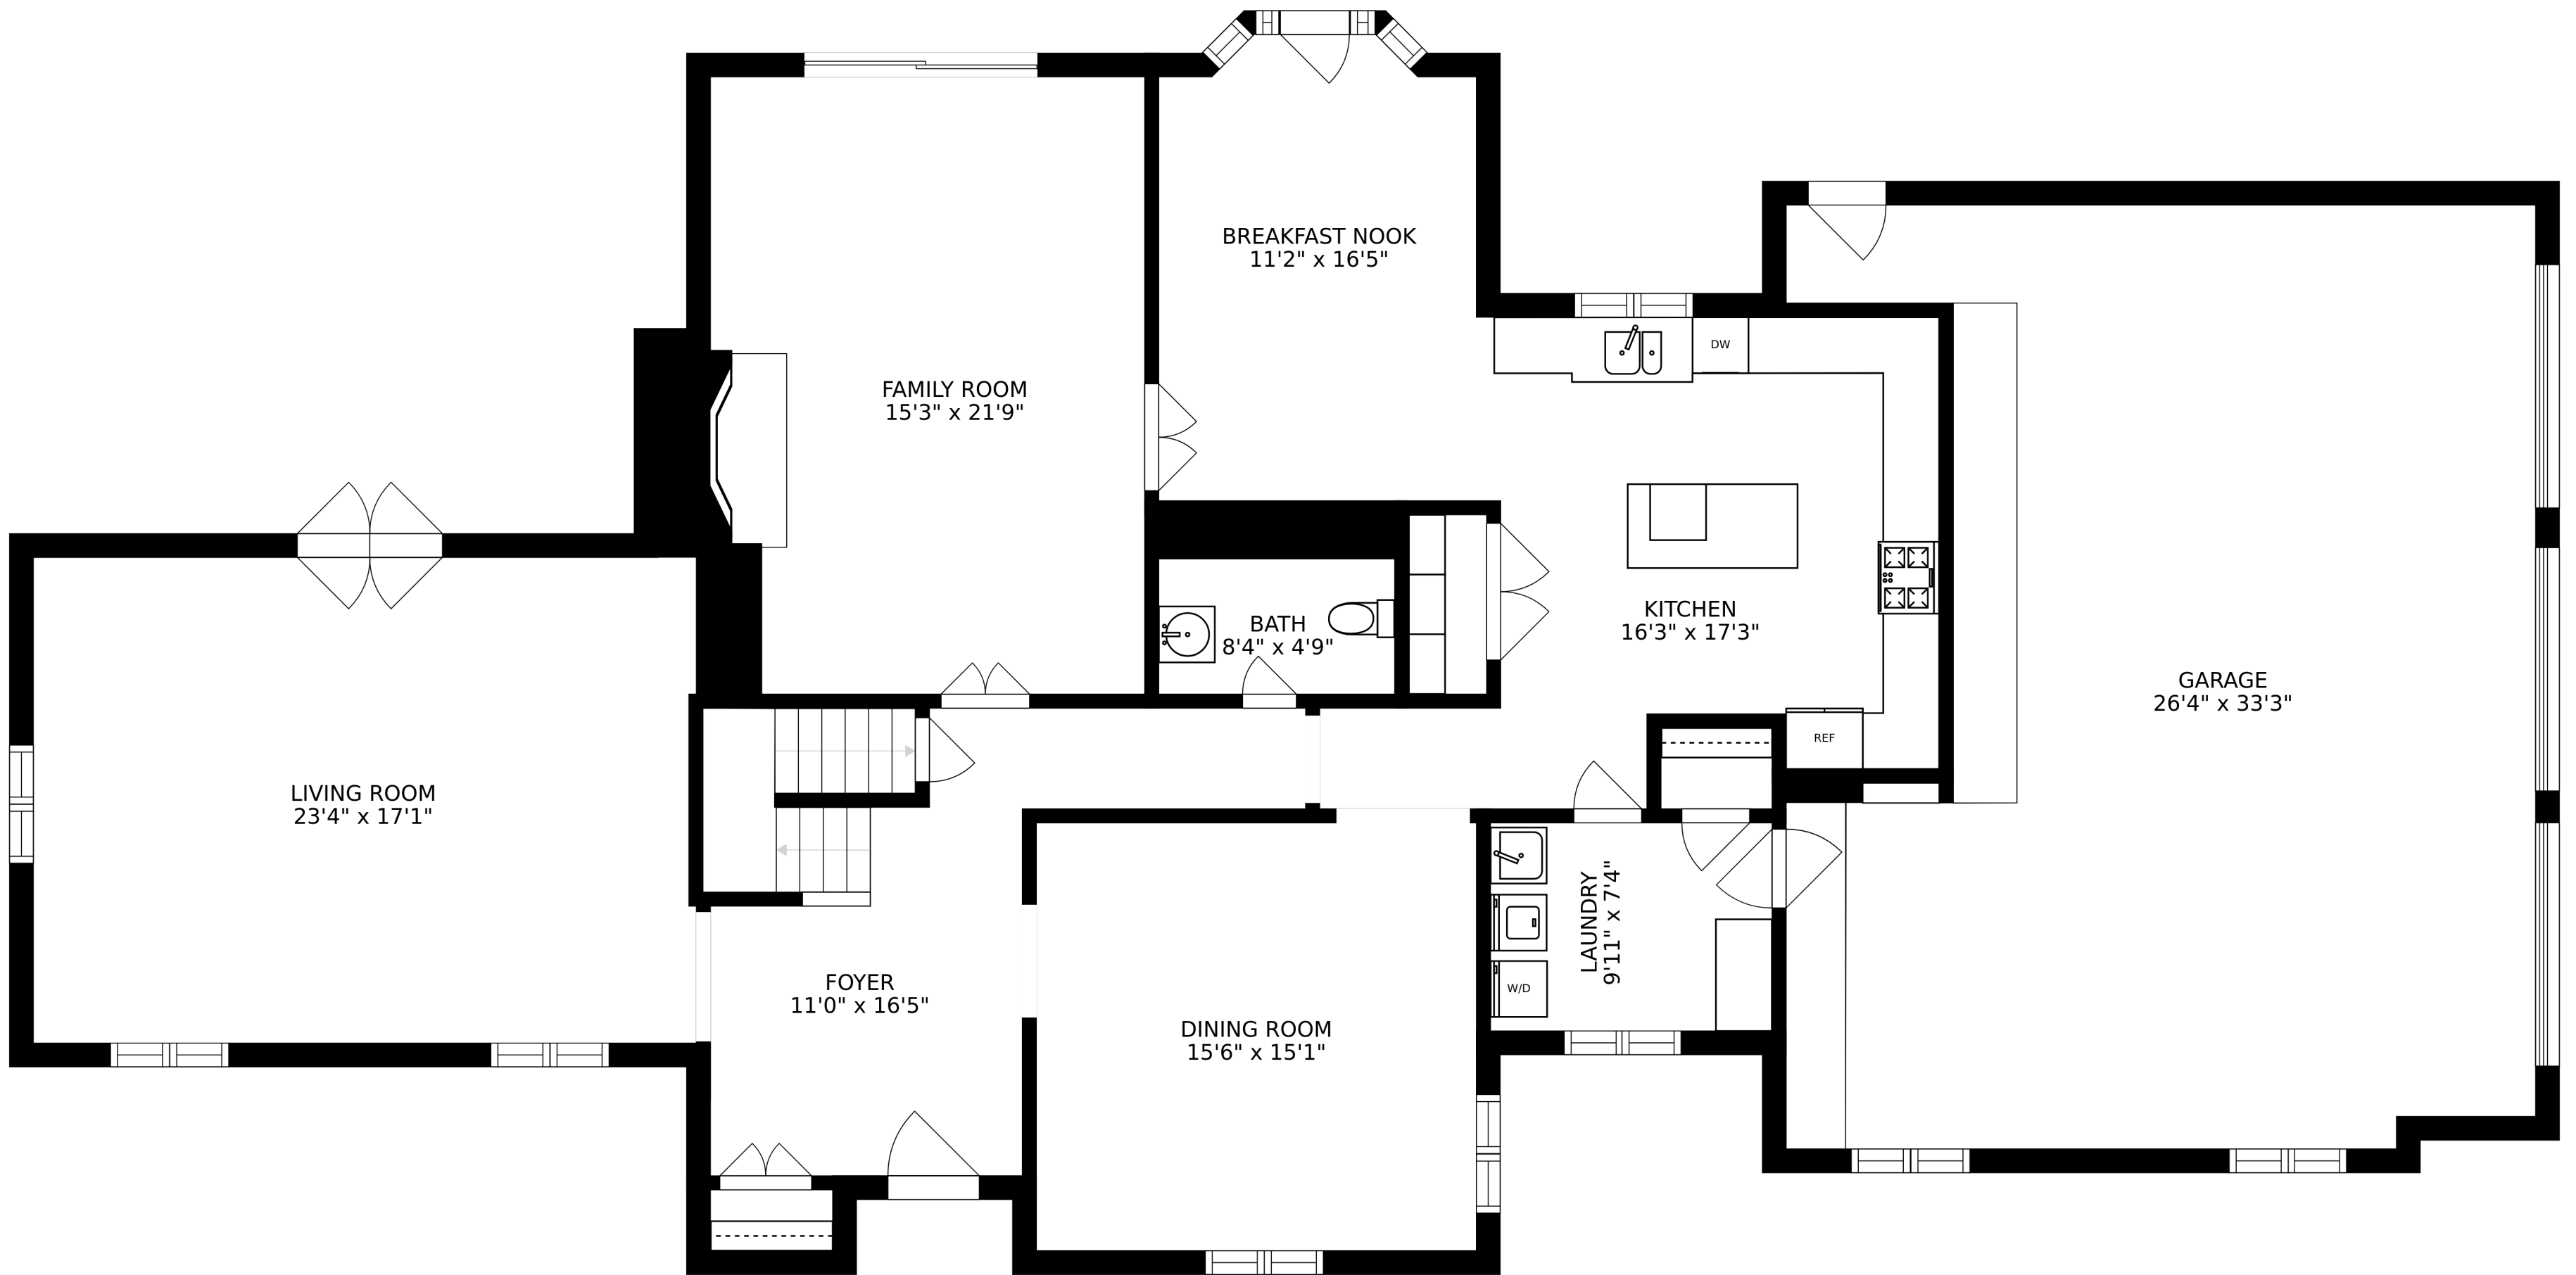 BREAKFAST NOOK
11'2" x 16'5"
DW
FAMILY ROOM
15'3" x 21'9"
KITCHEN
16'3" x 17'3"
BATH
8'4" x 4'9"
GARAGE
26'4" x 33'3"
REF
LIVING ROOM
23'4" x 17'1"
LAUNDRY
9'11" x 7'4"
FOYER
11'0" x 16'5"
W/D
DINING ROOM
15'6" x 15'1"